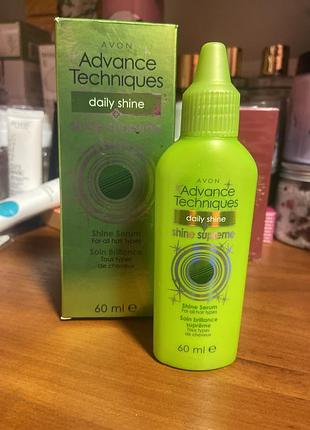 AVON
Advance
Techniques
daily shine
Shine Serum
For all hair types
Soin Brillance
Tous types
de cheveux
60 ml e
AVON
Advance
Techniques
daily shine
shine supreme
Shine Serum
For all hair types
Soin brillance
suprême
Tous types
de cheveux
60 ml e